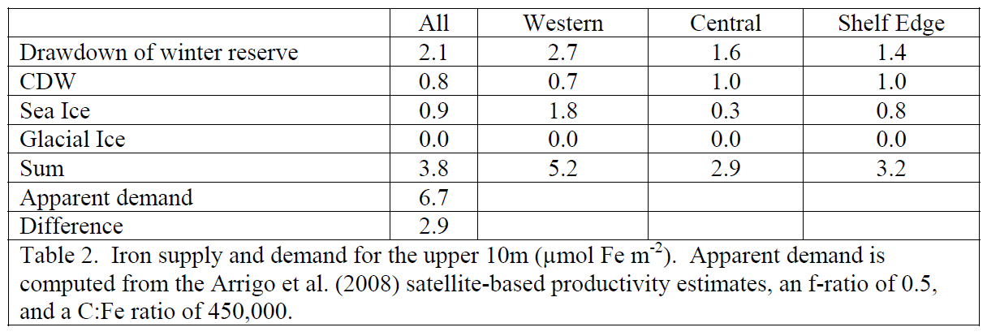 All Western Central Shelf Edge
Drawdown of winter reserve 2.1 2.7 1.6 1.4
CDW 0.8 0.7 1.0 1.0
Sea Ice 0.9 1.8 0.3 0.8
Glacial Ice 0.0 0.0 0.0 0.0
Sum 3.8 5.2 2.9 3.2
Apparent demand 6.7
Difference 2.9
Table 2. Iron supply and demand for the upper 10m (µmol Fe m⁻²). Apparent demand is
computed from the Arrigo et al. (2008) satellite-based productivity estimates, an f-ratio of 0.5,
and a C:Fe ratio of 450,000.